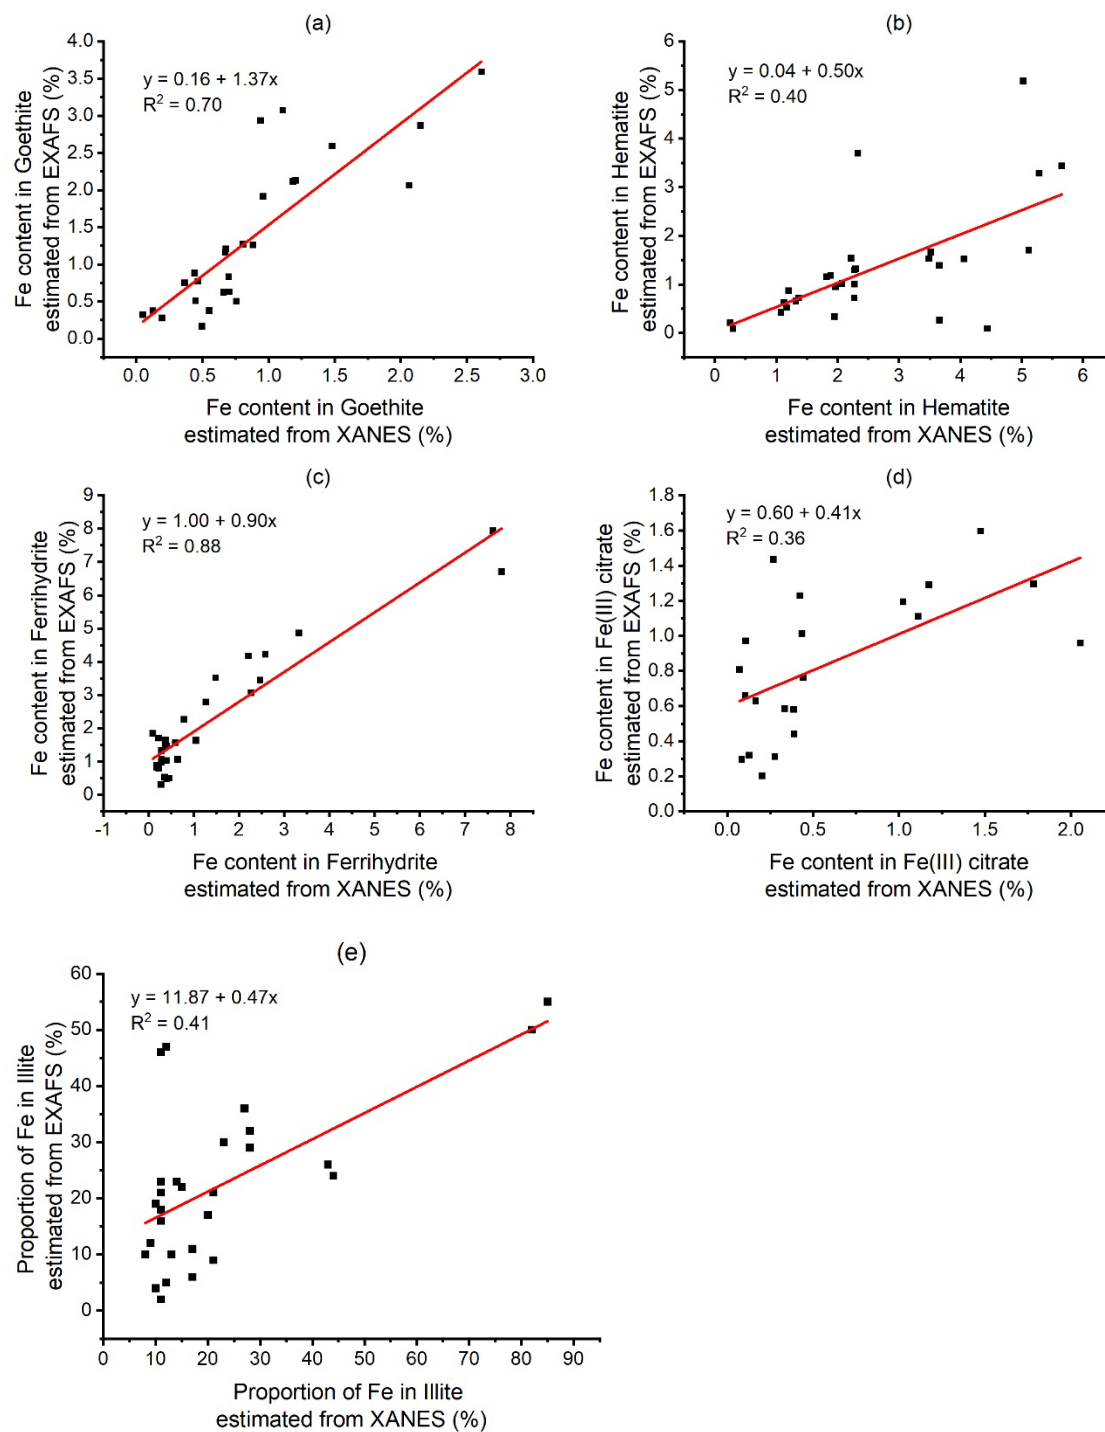 (a)
Fe content in Goethite
estimated from EXAFS (%)
4.0
3.5
3.0
2.5
2.0
1.5
1.0
0.5
0.0
y = 0.16 + 1.37x
R² = 0.70
0.0 0.5 1.0 1.5 2.0 2.5 3.0
Fe content in Goethite
estimated from XANES (%)
(b)
Fe content in Hematite
estimated from EXAFS (%)
6
5
4
3
2
1
0
y = 0.04 + 0.50x
R² = 0.40
0 1 2 3 4 5 6
Fe content in Hematite
estimated from XANES (%)
(c)
Fe content in Ferrihydrite
estimated from EXAFS (%)
9
8
7
6
5
4
3
2
1
0
y = 1.00 + 0.90x
R² = 0.88
-1 0 1 2 3 4 5 6 7 8
Fe content in Ferrihydrite
estimated from XANES (%)
(d)
Fe content in Fe(III) citrate
estimated from EXAFS (%)
1.8
1.6
1.4
1.2
1.0
0.8
0.6
0.4
0.2
0.0
y = 0.60 + 0.41x
R² = 0.36
0.0 0.5 1.0 1.5 2.0
Fe content in Fe(III) citrate
estimated from XANES (%)
(e)
Proportion of Fe in Illite
estimated from EXAFS (%)
60
50
40
30
20
10
0
y = 11.87 + 0.47x
R² = 0.41
0 10 20 30 40 50 60 70 80 90
Proportion of Fe in Illite
estimated from XANES (%)